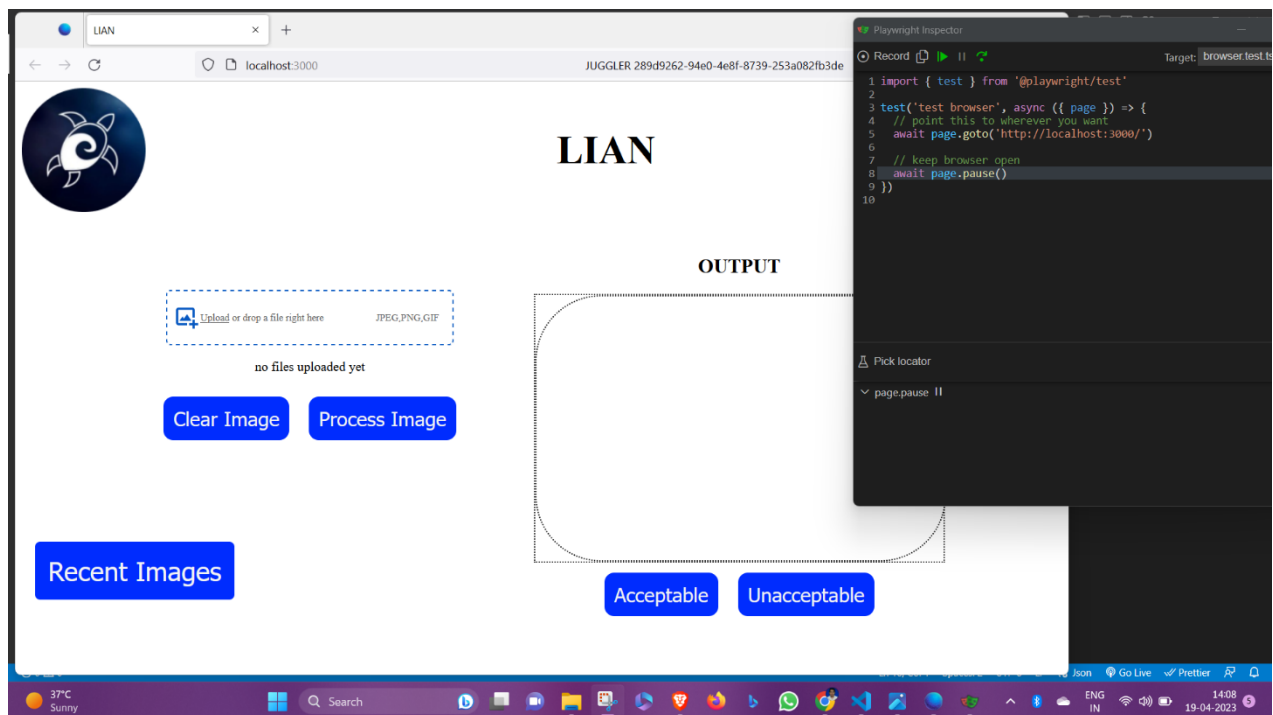 LIAN
localhost:3000
JUGGLER 289d9262-94e0-4e8f-8739-253a082fb3de
LIAN
OUTPUT
Upload or drop a file right here JPEG,PNG,GIF
no files uploaded yet
Clear Image Process Image
Recent Images
Acceptable Unacceptable
Playwright Inspector
Record Target: browser.test.ts
1 import { test } from '@playwright/test'
2
3 test('test browser', async ({ page }) => {
4 // point this to wherever you want
5 await page.goto('http://localhost:3000/')
6
7 // keep browser open
8 await page.pause()
9 })
10
Pick locator
page.pause
Json Go Live Prettier
37°C
Sunny
Search
ENG
IN
14:08
19-04-2023
5